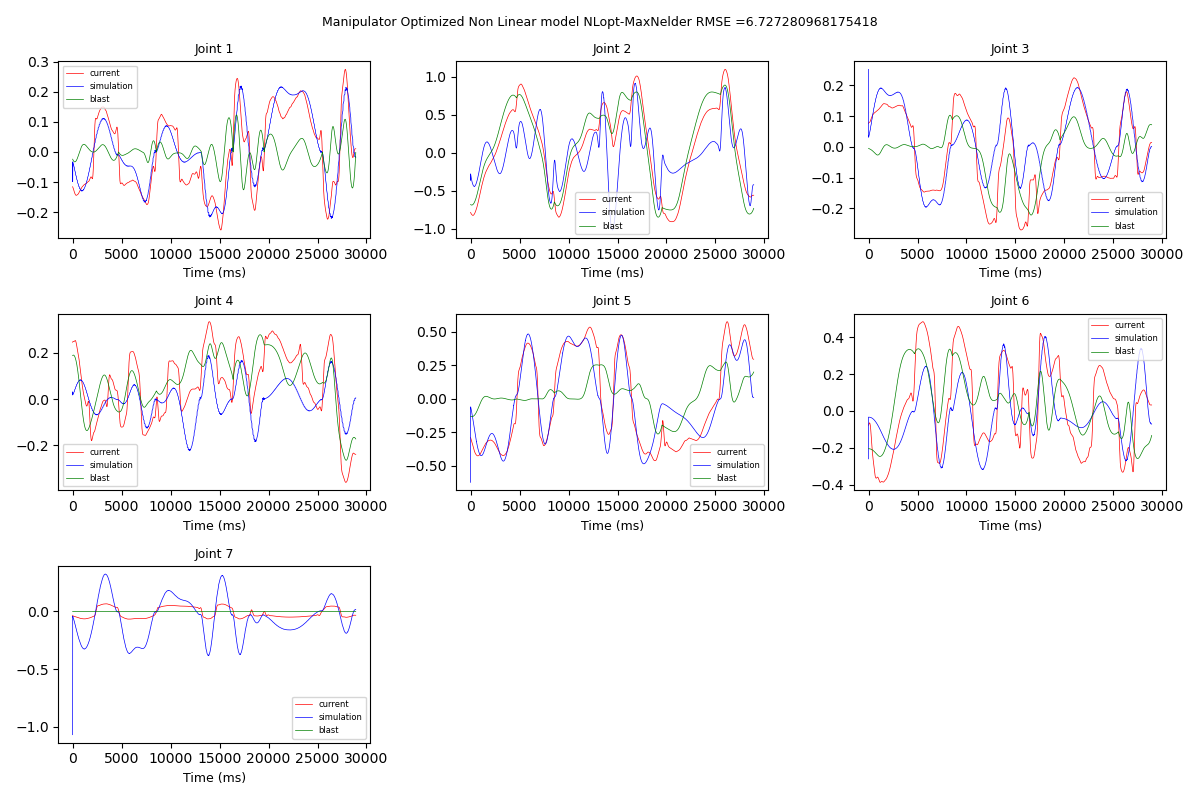 Manipulator Optimized Non Linear model NLopt-MaxNelder RMSE =6.727280968175418
Joint 1
0.3
0.2
0.1
0.0
−0.1
−0.2
current
simulation
blast
0 5000 10000 15000 20000 25000 30000
Time (ms)
Joint 2
1.0
0.5
0.0
−0.5
−1.0
current
simulation
blast
0 5000 10000 15000 20000 25000 30000
Time (ms)
Joint 3
0.2
0.1
0.0
−0.1
−0.2
current
simulation
blast
0 5000 10000 15000 20000 25000 30000
Time (ms)
Joint 4
0.2
0.0
−0.2
current
simulation
blast
0 5000 10000 15000 20000 25000 30000
Time (ms)
Joint 5
0.50
0.25
0.00
−0.25
−0.50
current
simulation
blast
0 5000 10000 15000 20000 25000 30000
Time (ms)
Joint 6
0.4
0.2
0.0
−0.2
−0.4
current
simulation
blast
0 5000 10000 15000 20000 25000 30000
Time (ms)
Joint 7
0.0
−0.5
−1.0
current
simulation
blast
0 5000 10000 15000 20000 25000 30000
Time (ms)